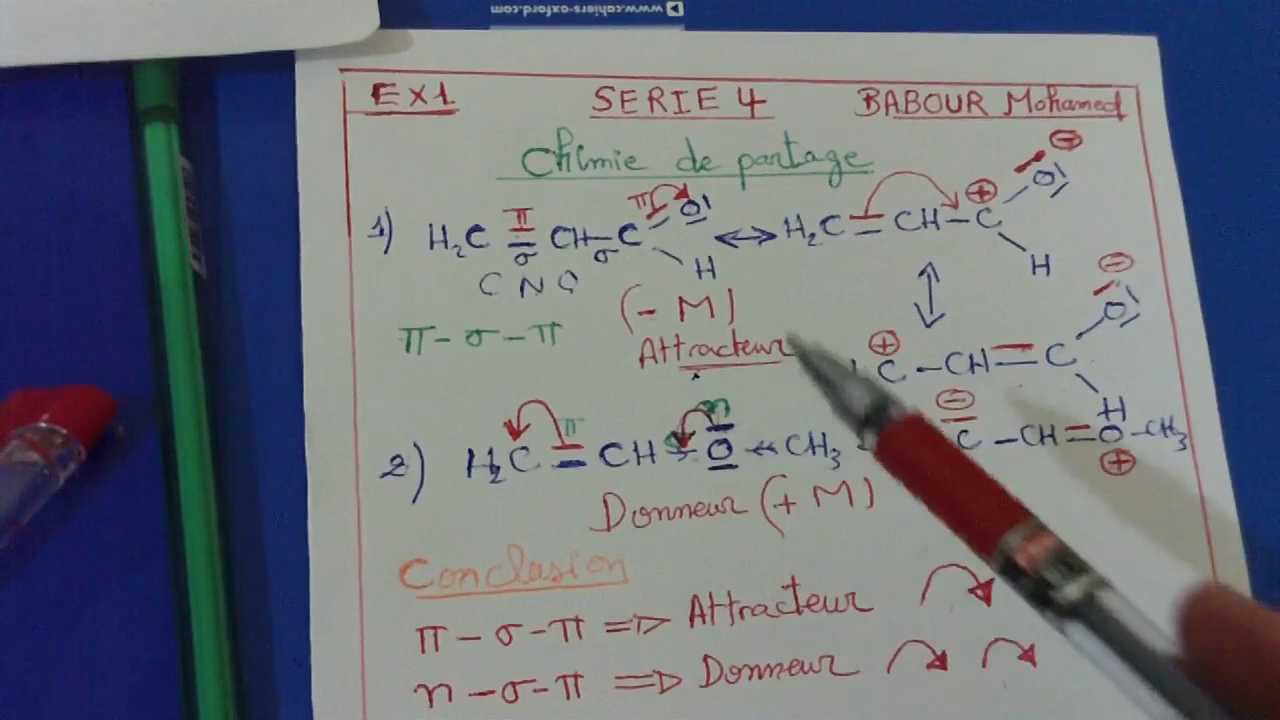 www.cahiers-oxford.com
EX1 SERIE 4 BABOUR Mohamed
Chimie de partage
1) H₂C = CH – C = O ↔ H₂C = CH – C⊕ – O⊖
π σ σ π
H H
C N O
π – σ – π
(– M)
Attracteur
⊕ C – CH = C – O⊖
H
2) H₂C = CH – O – CH₃ ⊖ C – CH = O – CH₃ ⊕
π n
Donneur (+ M)
Conclusion
π – σ – π ⇒ Attracteur
n – σ – π ⇒ Donneur